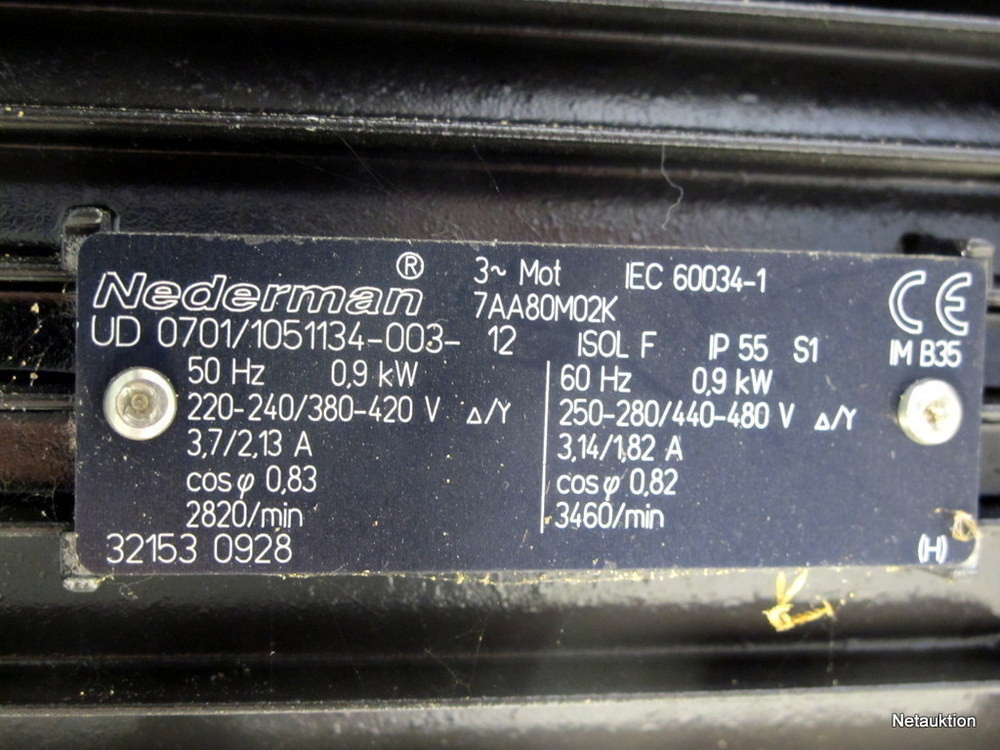 Nederman ® 3~ Mot IEC 60034-1 CE
7AA80M02K
UD 0701/1051134-003- 12 ISOL F IP 55 S1 IM B35
50 Hz 0,9 kW
220-240/380-420 V △/Y
3,7/2,13 A
cos φ 0,83
2820/min
60 Hz 0,9 kW
250-280/440-480 V △/Y
3,14/1,82 A
cos φ 0,82
3460/min
32153 0928 (H)
Netauktion